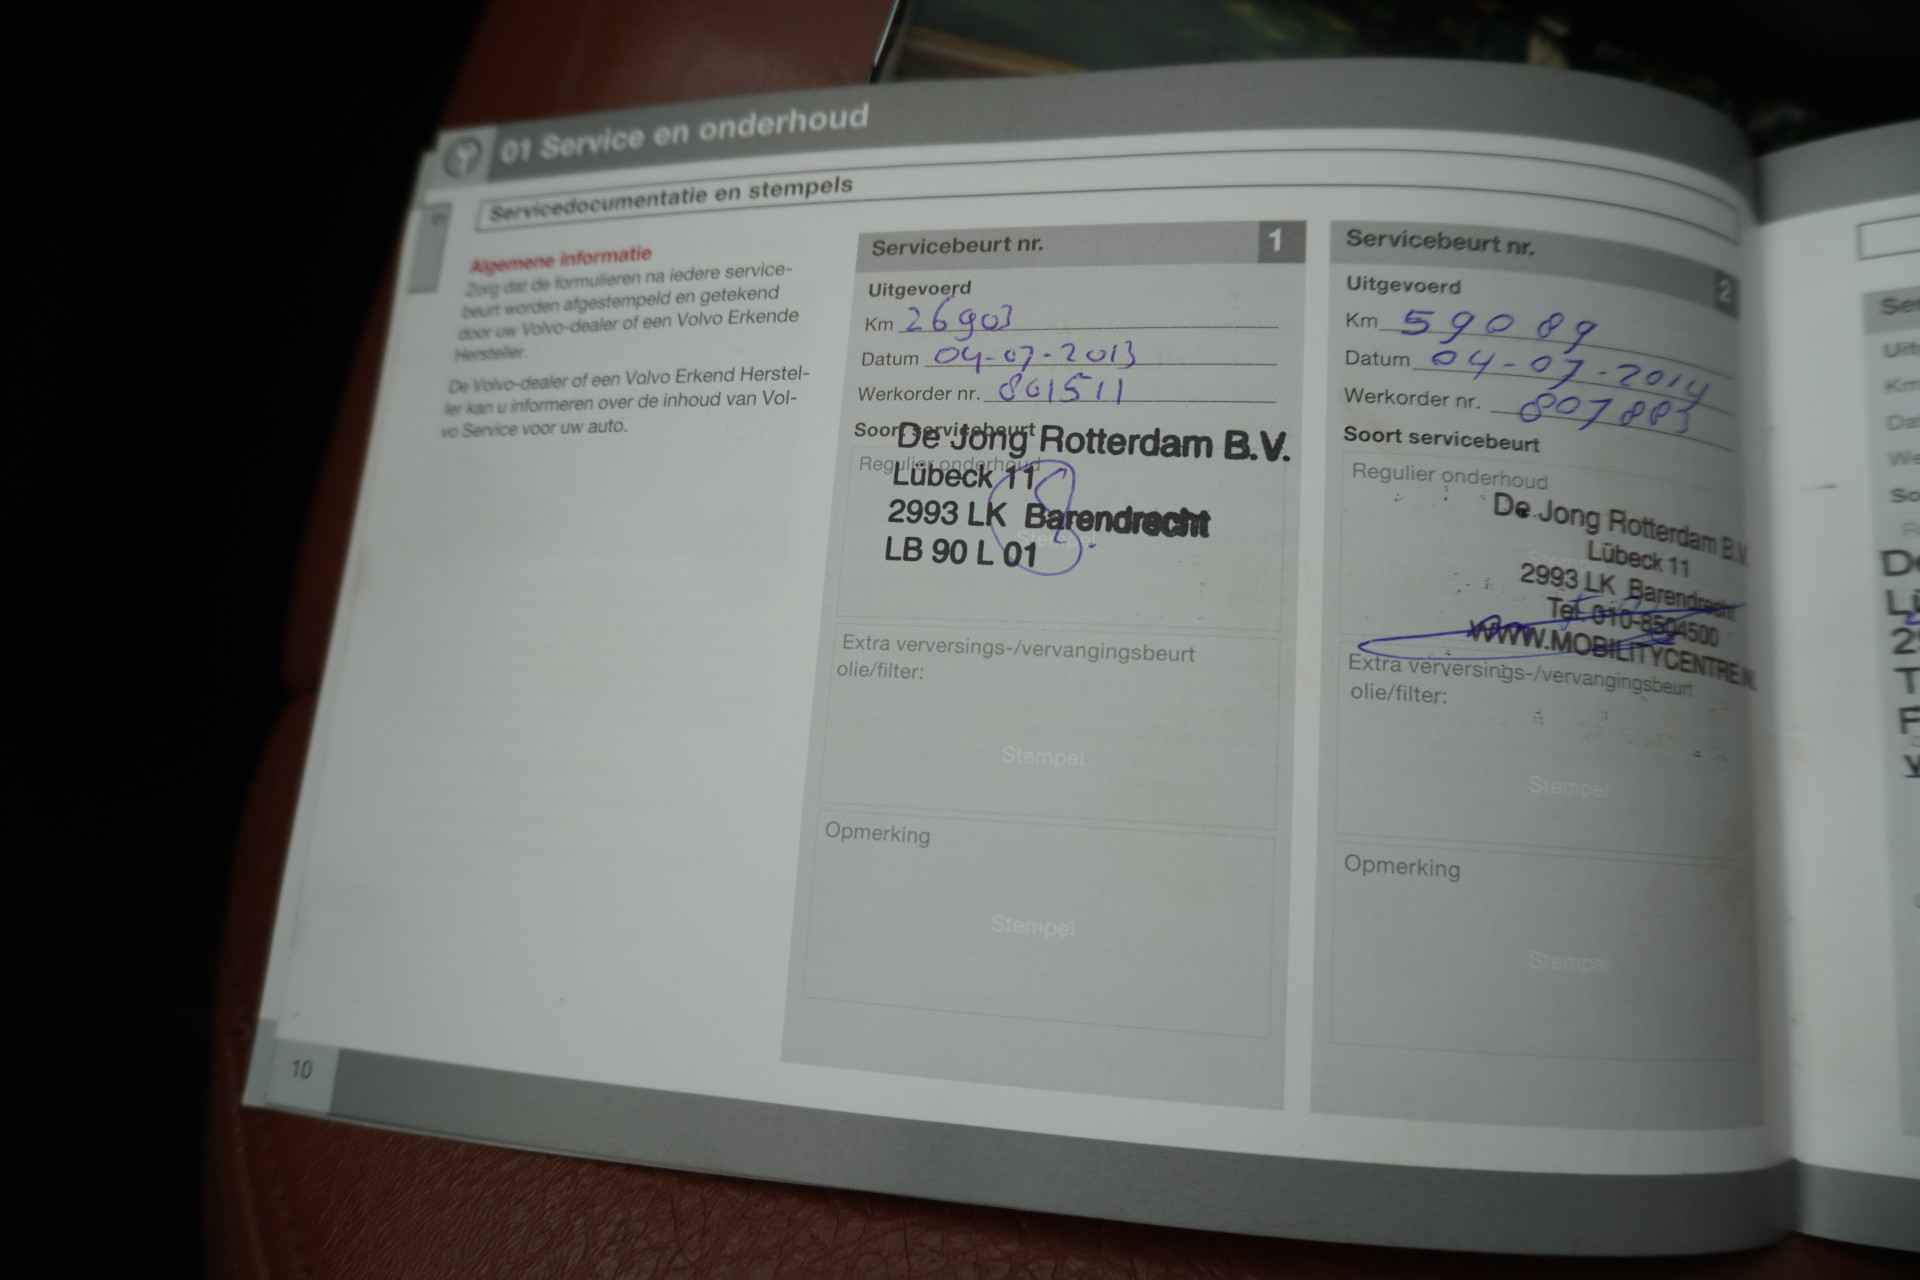 01 Service en onderhoud
Servicedocumentatie en stempels
Algemene informatie
Zorg dat de formulieren na iedere service-
beurt worden afgestempeld en getekend
door uw Volvo-dealer of een Volvo Erkende
Hersteller.
De Volvo-dealer of een Volvo Erkend Herstel-
ler kan u informeren over de inhoud van Vol-
vo Service voor uw auto.
Servicebeurt nr. 1
Uitgevoerd
Km 26903
Datum 04-07-2013
Werkorder nr. 801511
Soort servicebeurt
Regulier onderhoud
De Jong Rotterdam B.V.
Lübeck 11
2993 LK Barendrecht
LB 90 L 01
Stempel
Extra verversings-/vervangingsbeurt
olie/filter:
Stempel
Opmerking
Stempel
Servicebeurt nr. 2
Uitgevoerd
Km 59089
Datum 04-07-2014
Werkorder nr. 807883
Soort servicebeurt
Regulier onderhoud
De Jong Rotterdam B.V.
Lübeck 11
2993 LK Barendrecht
Tel. 010-8504500
WWW.MOBILITYCENTRE.N
Extra verversings-/vervangingsbeurt
olie/filter:
Stempel
Opmerking
Stempel
10